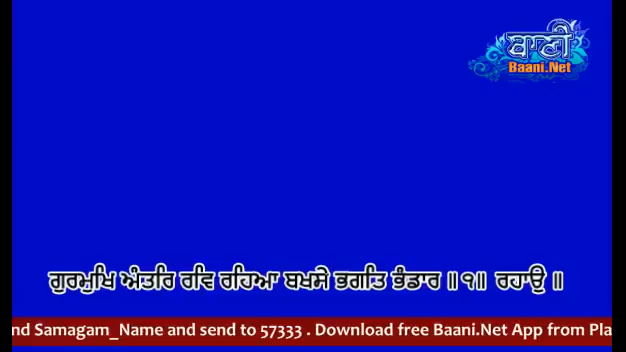 ਬਾਣੀ
Baani.Net
ਗੁਰਮੁਖਿ ਅੰਤਰਿ ਰਵਿ ਰਹਿਆ ਬਖਸੇ ਭਗਤਿ ਭੰਡਾਰ ॥੧॥ ਰਹਾਉ ॥
nd Samagam_Name and send to 57333 . Download free Baani.Net App from Pla